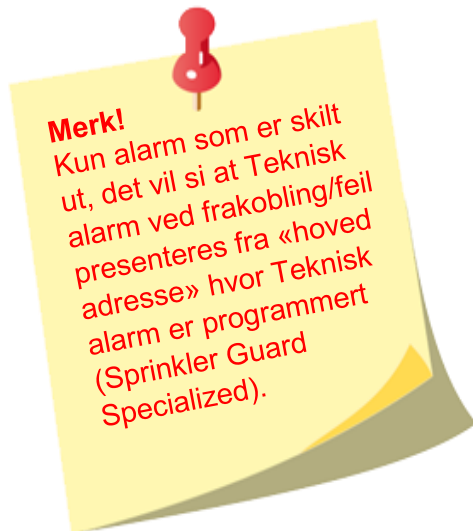 Merk!
Kun alarm som er skilt
ut, det vil si at Teknisk
alarm ved frakobling/feil
presenteres fra «hoved
adresse» hvor Teknisk
alarm er programmert
(Sprinkler Guard
Specialized).